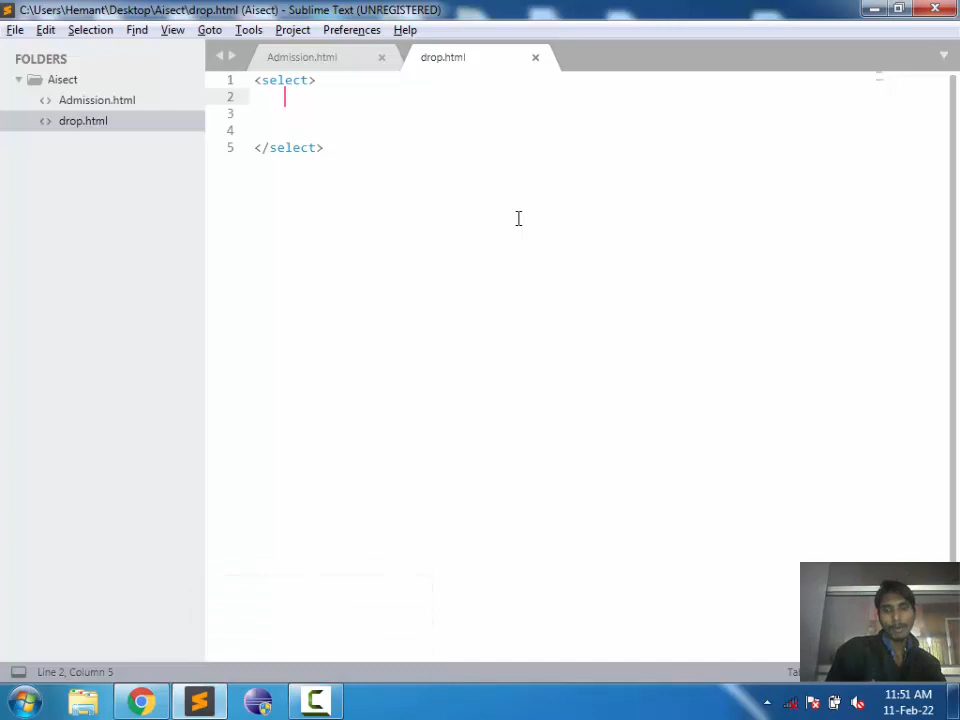 C:\Users\Hemant\Desktop\Aisect\drop.html (Aisect) - Sublime Text (UNREGISTERED)
File Edit Selection Find View Goto Tools Project Preferences Help
FOLDERS
Aisect
Admission.html
drop.html
Admission.html
drop.html
1 <select>
2
3
4
5 </select>
Line 2, Column 5
11:51 AM
11-Feb-22